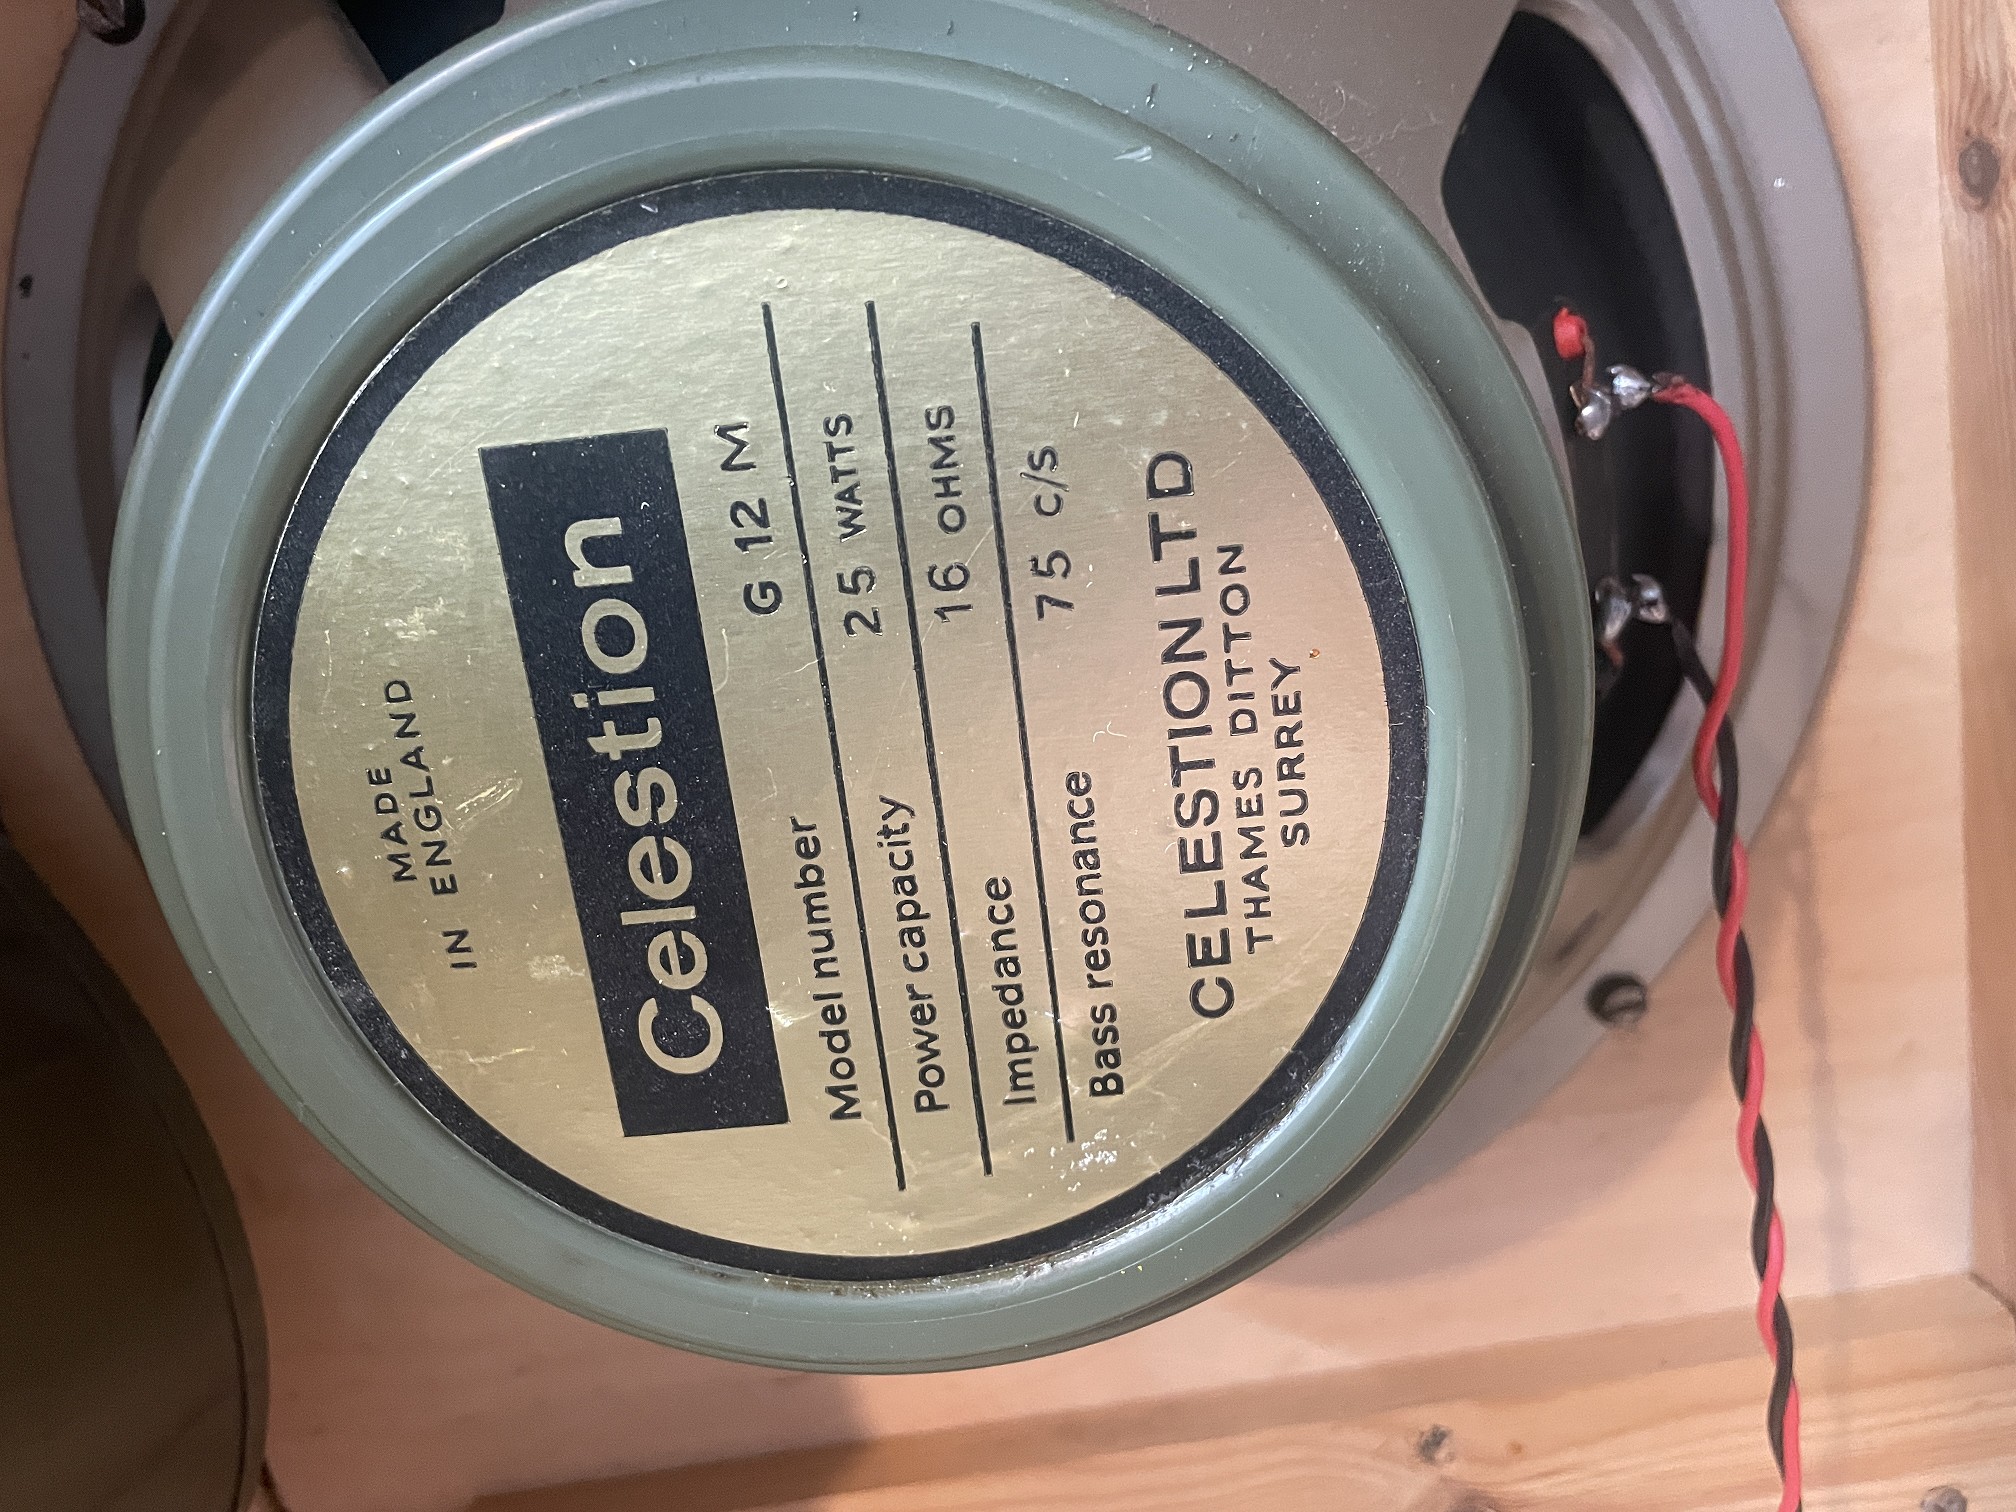 MADE
IN ENGLAND
Celestion
Model number G 12 M
Power capacity 25 WATTS
Impedance 16 OHMS
Bass resonance 75 c/s
CELESTION LTD
THAMES DITTON
SURREY